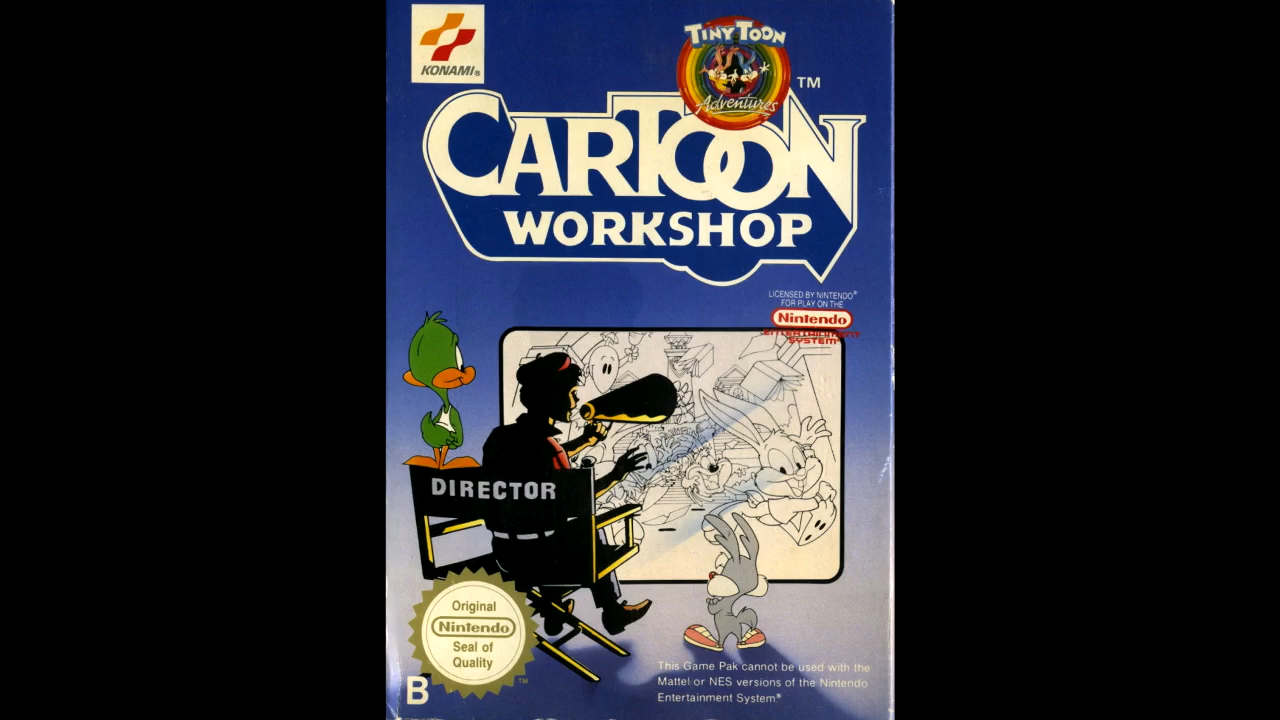 KONAMI®
TINY TOON
Adventures
TM
CARTOON
WORKSHOP
LICENSED BY NINTENDO®
FOR PLAY ON THE
Nintendo
ENTERTAINMENT
SYSTEM
DIRECTOR
Original
Nintendo
Seal of
Quality
TM
B
This Game Pak cannot be used with the
Mattel or NES versions of the Nintendo
Entertainment System.®